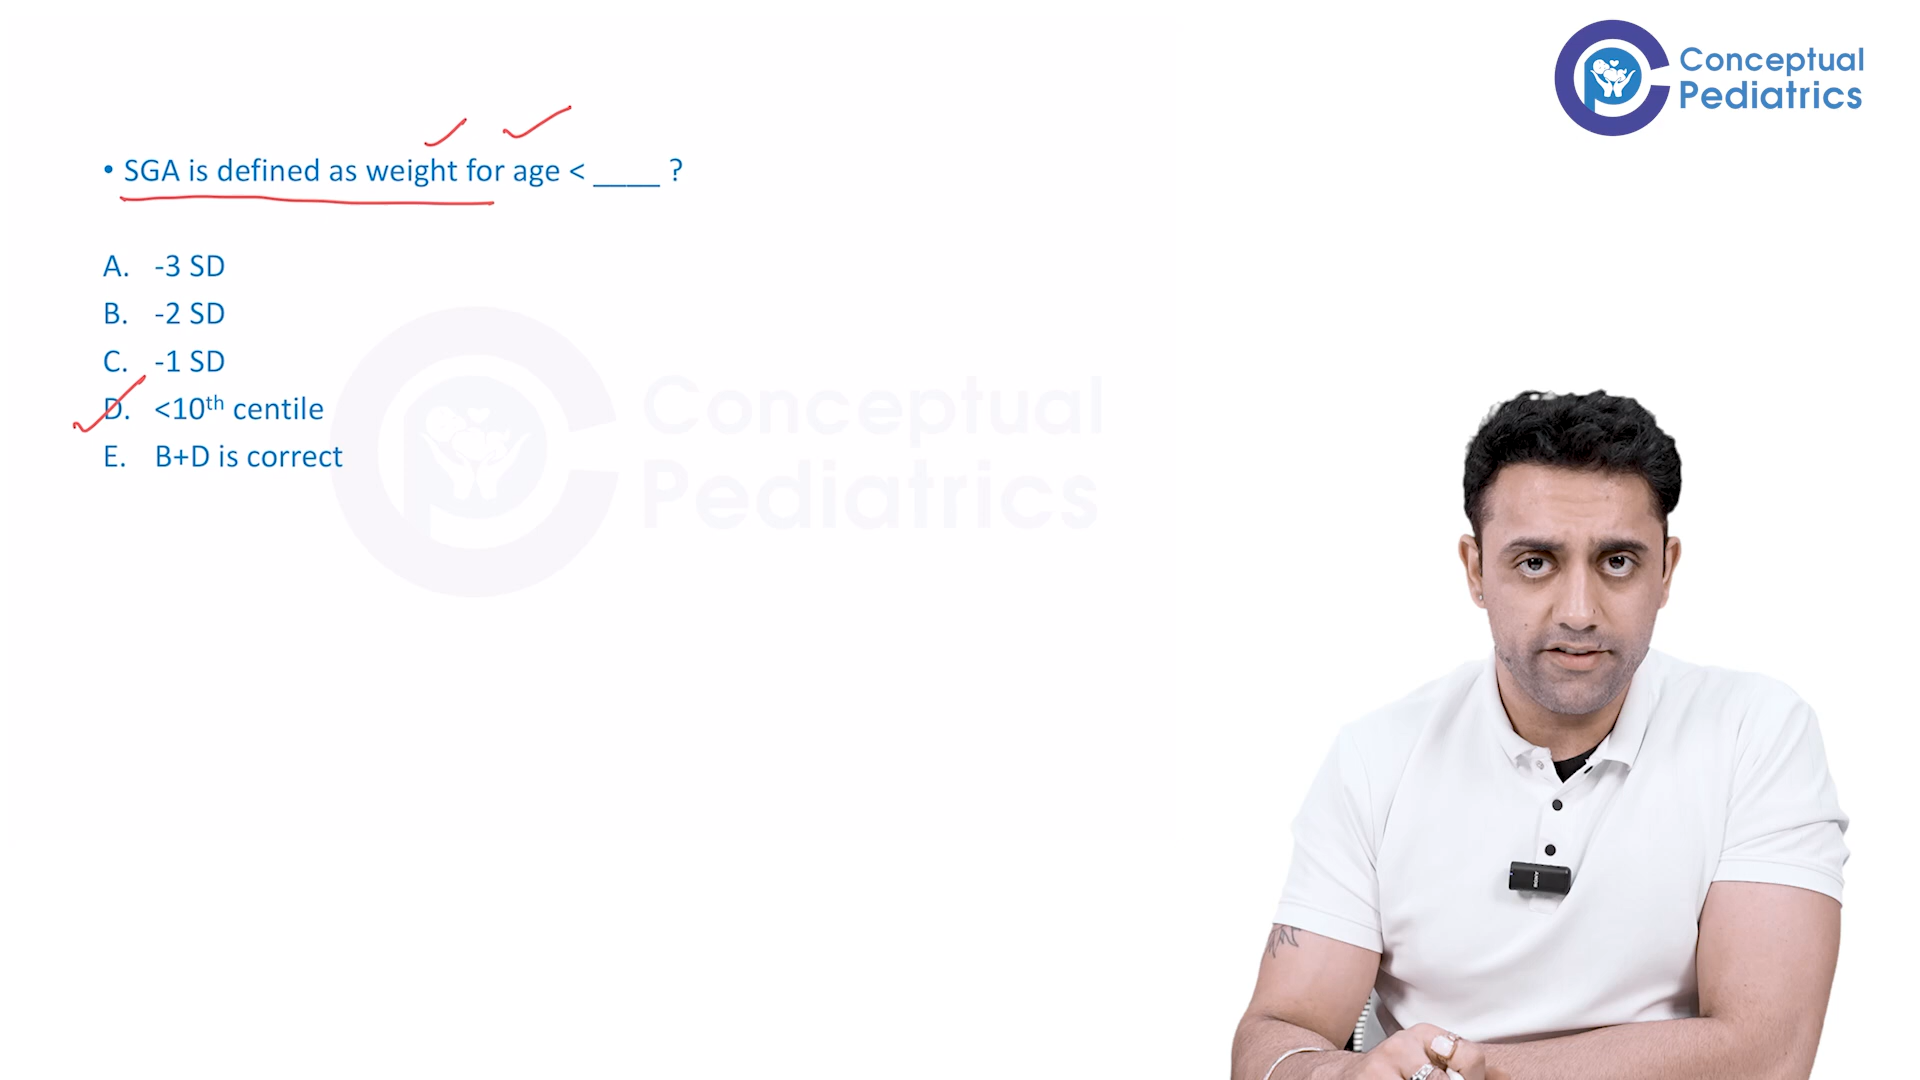 Conceptual
Pediatrics
• SGA is defined as weight for age < ____ ?
A. -3 SD
B. -2 SD
C. -1 SD
D. <10th centile
E. B+D is correct
Conceptual
Pediatrics
SONY